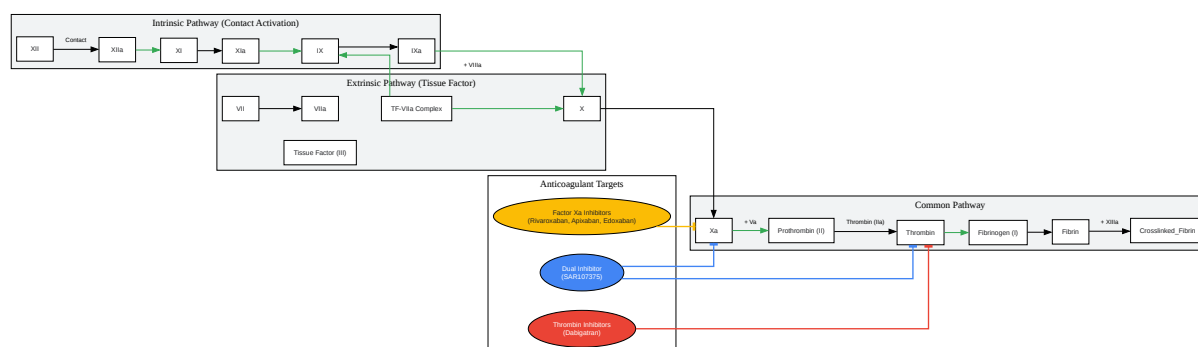 Intrinsic Pathway (Contact Activation)
XII
Contact
XIIa
XI
XIa
IX
IXa
+ VIIIa
Extrinsic Pathway (Tissue Factor)
VII
VIIa
TF-VIIa Complex
X
Tissue Factor (III)
Anticoagulant Targets
Factor Xa Inhibitors
(Rivaroxaban, Apixaban, Edoxaban)
Dual Inhibitor
(SAR107375)
Thrombin Inhibitors
(Dabigatran)
Common Pathway
Xa
+ Va
Prothrombin (II)
Thrombin (IIa)
Thrombin
Fibrinogen (I)
Fibrin
+ XIIIa
Crosslinked_Fibrin